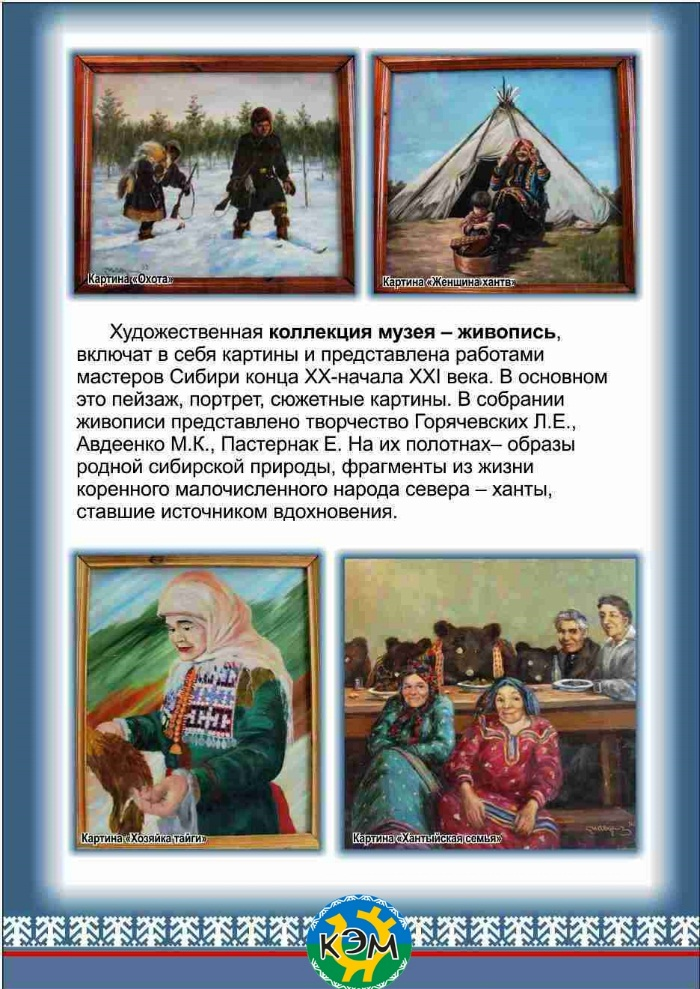 Картина «Охота»
Картина «Женщина хантв»
Художественная коллекция музея – живопись,
включат в себя картины и представлена работами
мастеров Сибири конца XX-начала XXI века. В основном
это пейзаж, портрет, сюжетные картины. В собрании
живописи представлено творчество Горячевских Л.Е.,
Авдеенко М.К., Пастернак Е. На их полотнах– образы
родной сибирской природы, фрагменты из жизни
коренного малочисленного народа севера – ханты,
ставшие источником вдохновения.
Картина «Хозяйка тайги»
Картина «Хантыйская семья»
КЭМ